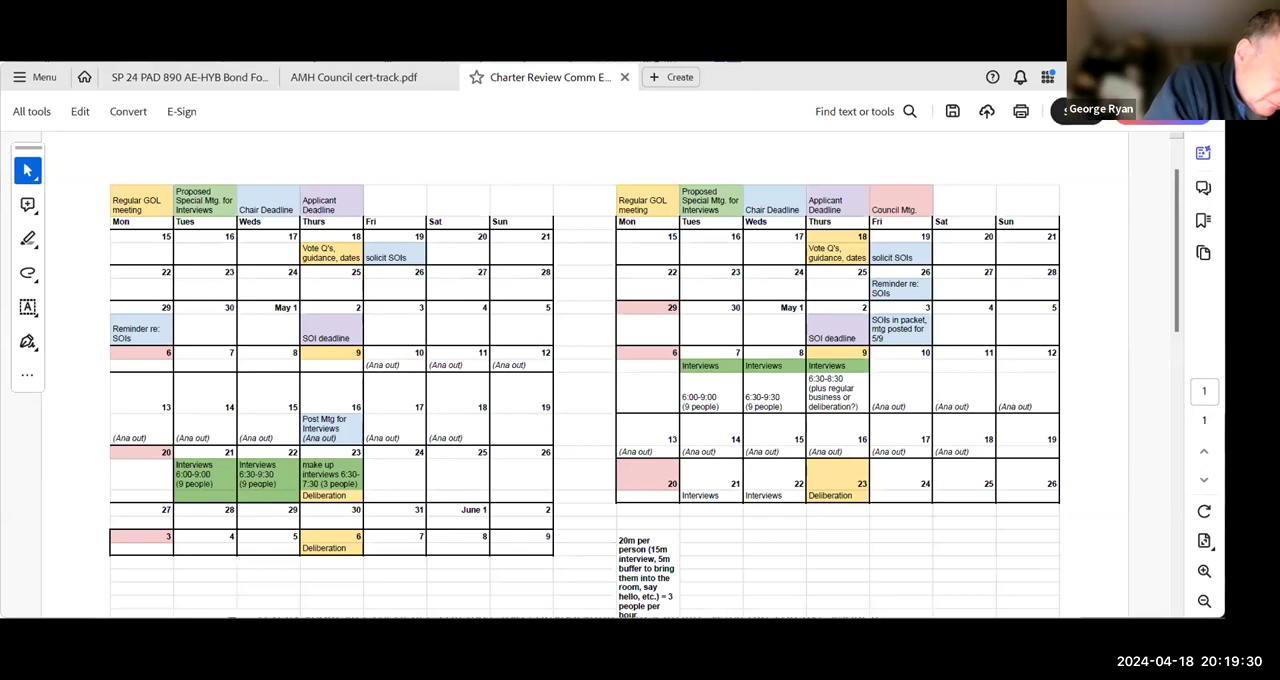 George Ryan
Menu
SP 24 PAD 890 AE-HYB Bond Fo...
AMH Council cert-track.pdf
Charter Review Comm E...
Create
All tools
Edit
Convert
E-Sign
Find text or tools
Regular GOL meeting
Proposed Special Mtg. for Interviews
Chair Deadline
Applicant Deadline
Mon Tues Weds Thurs Fri Sat Sun
15 16 17 18 19 20 21
Vote Q's, guidance, dates
solicit SOIs
22 23 24 25 26 27 28
29 30 May 1 2 3 4 5
Reminder re: SOIs
SOI deadline
6 7 8 9 10 11 12
(Ana out) (Ana out) (Ana out)
13 14 15 16 17 18 19
Post Mtg for Interviews
(Ana out) (Ana out) (Ana out) (Ana out) (Ana out) (Ana out)
20 21 22 23 24 25 26
Interviews 6:00-9:00 (9 people)
Interviews 6:30-9:30 (9 people)
make up interviews 6:30-7:30 (3 people)
Deliberation
27 28 29 30 31 June 1 2
3 4 5 6 7 8 9
Deliberation
Regular GOL meeting
Proposed Special Mtg. for Interviews
Chair Deadline
Applicant Deadline
Council Mtg.
Mon Tues Weds Thurs Fri Sat Sun
15 16 17 18 19 20 21
Vote Q's, guidance, dates
solicit SOIs
22 23 24 25 26 27 28
Reminder re: SOIs
29 30 May 1 2 3 4 5
SOI deadline
SOIs in packet, mtg posted for 5/9
6 7 8 9 10 11 12
Interviews Interviews Interviews
6:00-9:00 (9 people)
6:30-9:30 (9 people)
6:30-8:30 (plus regular business or deliberation?)
(Ana out) (Ana out) (Ana out)
13 14 15 16 17 18 19
(Ana out) (Ana out) (Ana out) (Ana out) (Ana out) (Ana out)
20 21 22 23 24 25 26
Interviews Interviews Deliberation
20m per
person (15m
interview, 5m
buffer to bring
them into the
room, say
hello, etc.) = 3
people per
hour
1
1
2024-04-18 20:19:30